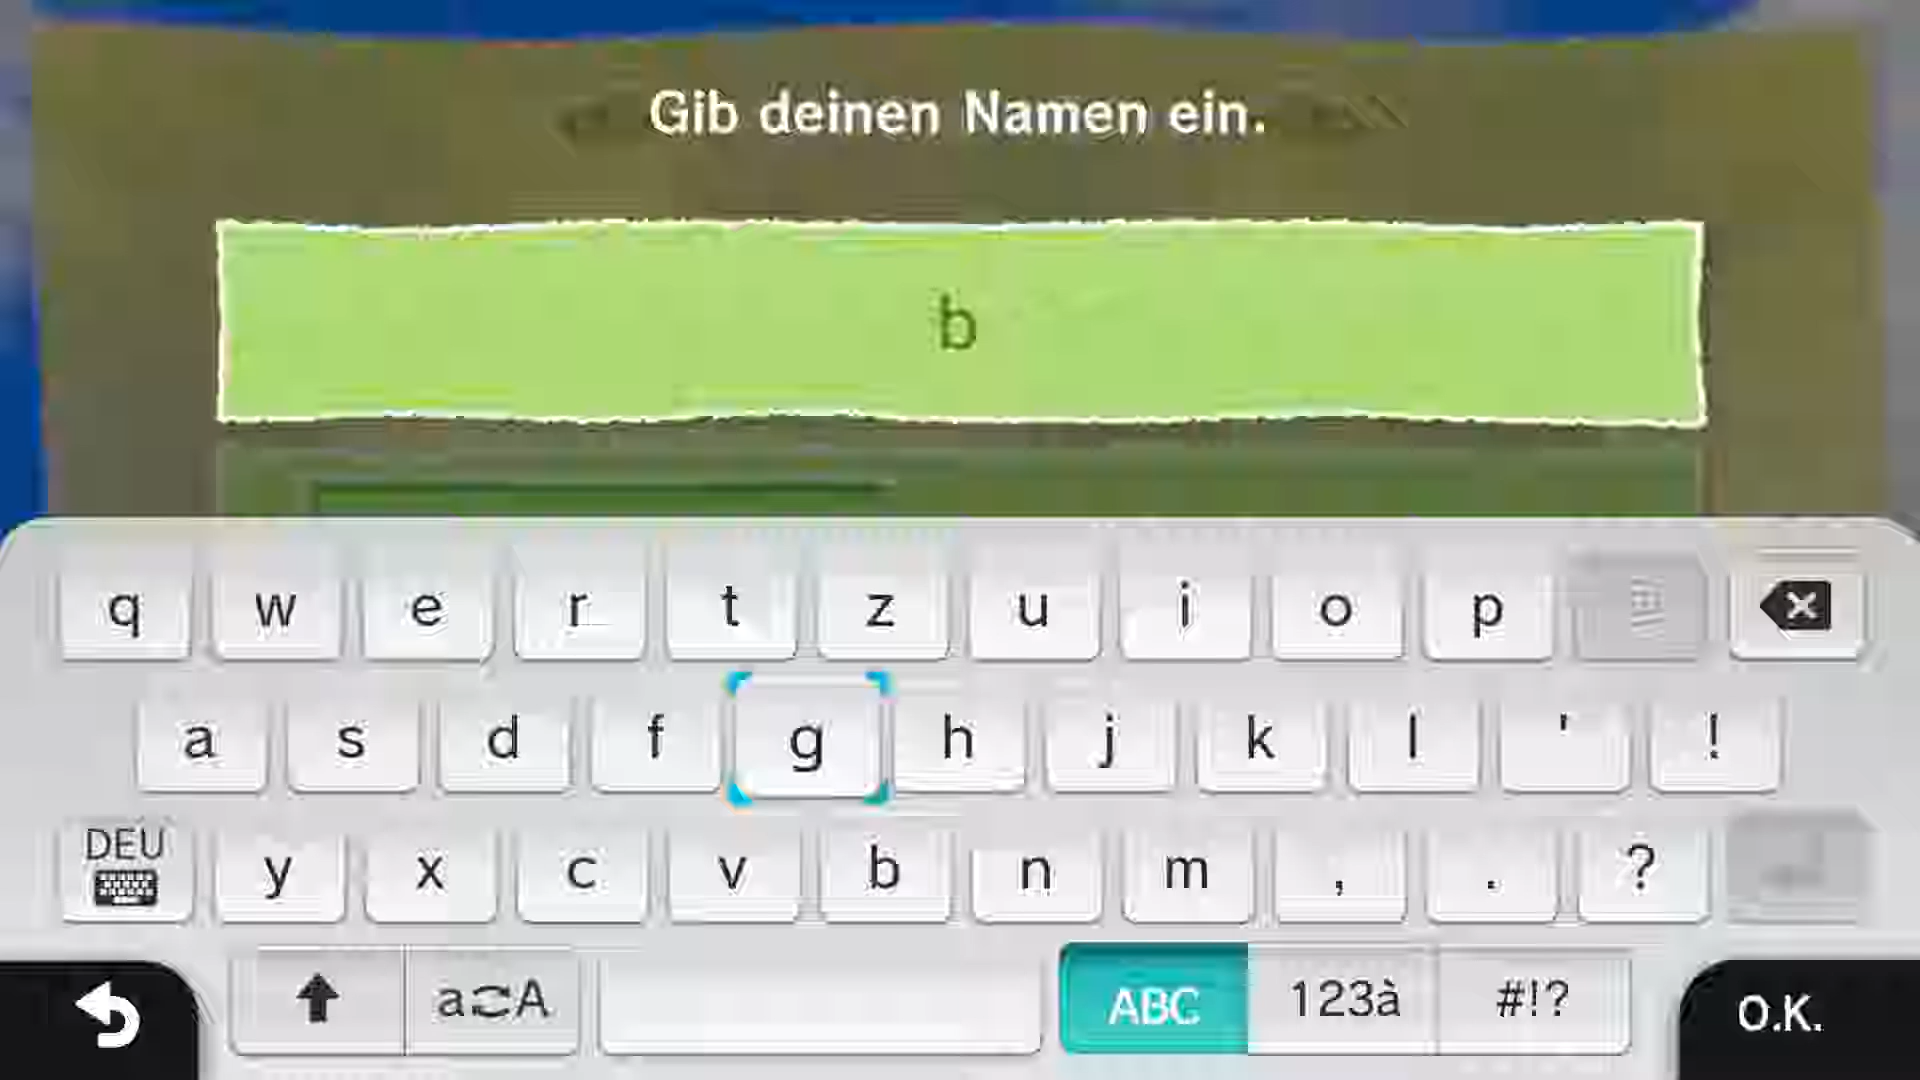 Gib deinen Namen ein.
b
q w e r t z u i o p
a s d f g h j k l ' !
DEU y x c v b n m , . ?
a A ABC 123à #!? O.K.